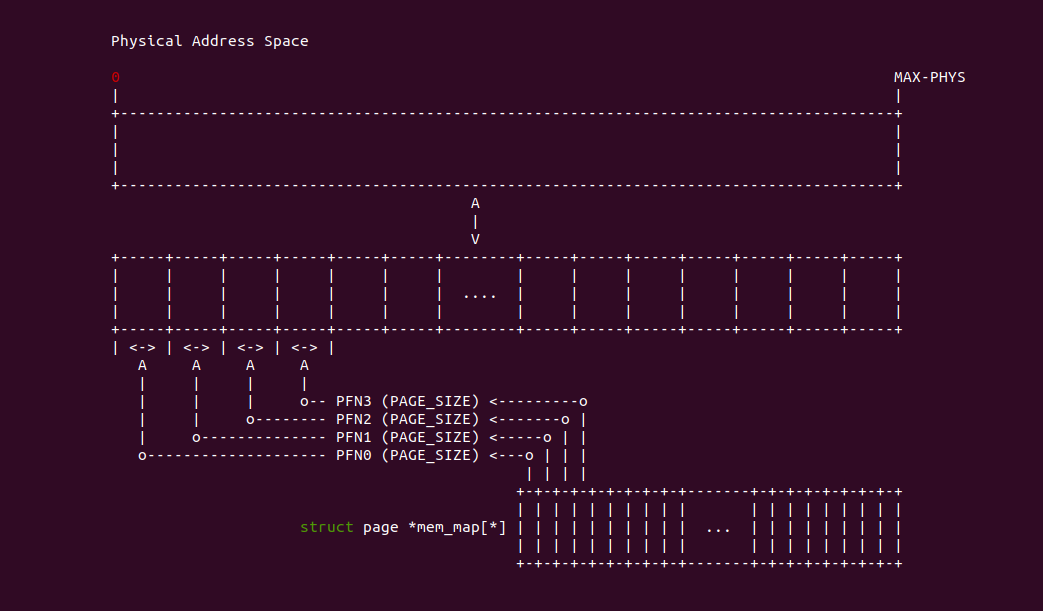 Physical Address Space
0 MAX-PHYS
| |
+--------------------------------------------------------------------------------------+
| |
| |
| |
+--------------------------------------------------------------------------------------+
A
|
V
+-----+-----+-----+-----+-----+-----+--------+-----+-----+-----+-----+-----+-----+-----+
| | | | | | | | | | | | | | |
| | | | | | | .... | | | | | | | |
| | | | | | | | | | | | | | |
+-----+-----+-----+-----+-----+-----+--------+-----+-----+-----+-----+-----+-----+-----+
| <-> | <-> | <-> | <-> |
A A A A
| | | |
| | | o-- PFN3 (PAGE_SIZE) <---------o
| | o-------- PFN2 (PAGE_SIZE) <-------o |
| o-------------- PFN1 (PAGE_SIZE) <-----o | |
o-------------------- PFN0 (PAGE_SIZE) <---o | | |
| | | |
+-+-+-+-+-+-+-+-+-+-------+-+-+-+-+-+-+-+-+
| | | | | | | | | | | | | | | | | | |
struct page *mem_map[*] | | | | | | | | | | ... | | | | | | | | |
| | | | | | | | | | | | | | | | | | |
+-+-+-+-+-+-+-+-+-+-------+-+-+-+-+-+-+-+-+